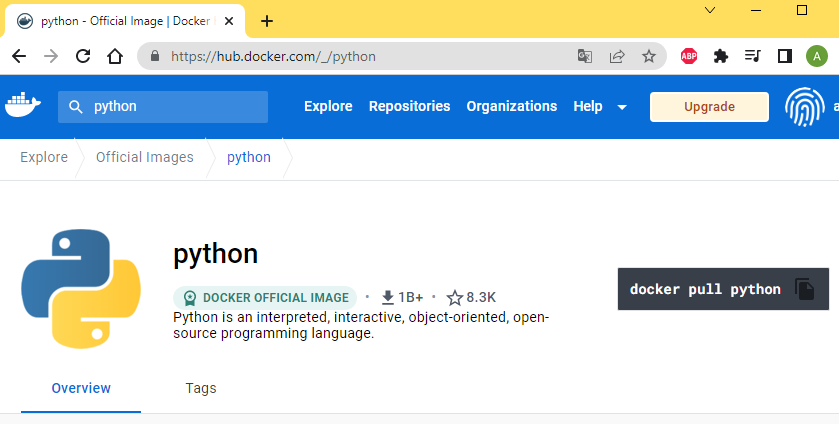 python - Official Image | Docker
https://hub.docker.com/_/python
ABP
A
python
Explore Repositories Organizations Help Upgrade a
Explore Official Images python
python
DOCKER OFFICIAL IMAGE • 1B+ • 8.3K
docker pull python
Python is an interpreted, interactive, object-oriented, open-
source programming language.
Overview Tags